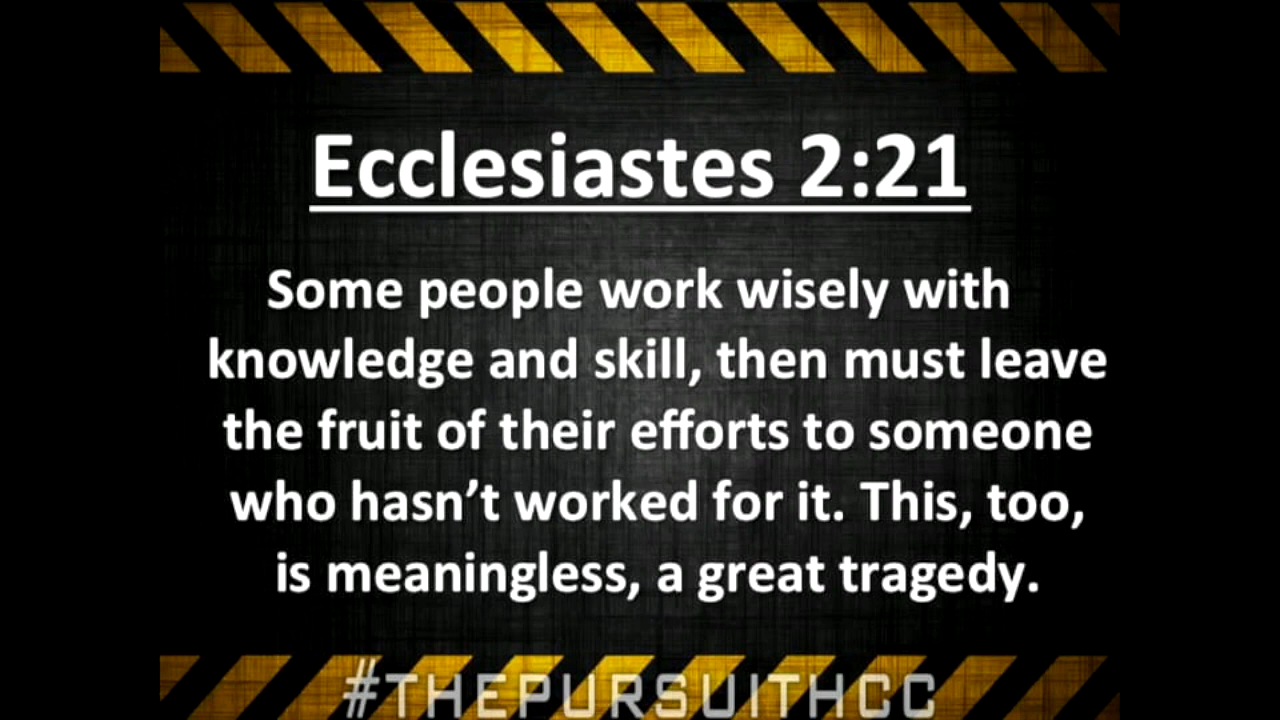 Ecclesiastes 2:21
Some people work wisely with
knowledge and skill, then must leave
the fruit of their efforts to someone
who hasn’t worked for it. This, too,
is meaningless, a great tragedy.
#THEPURSUITHCC